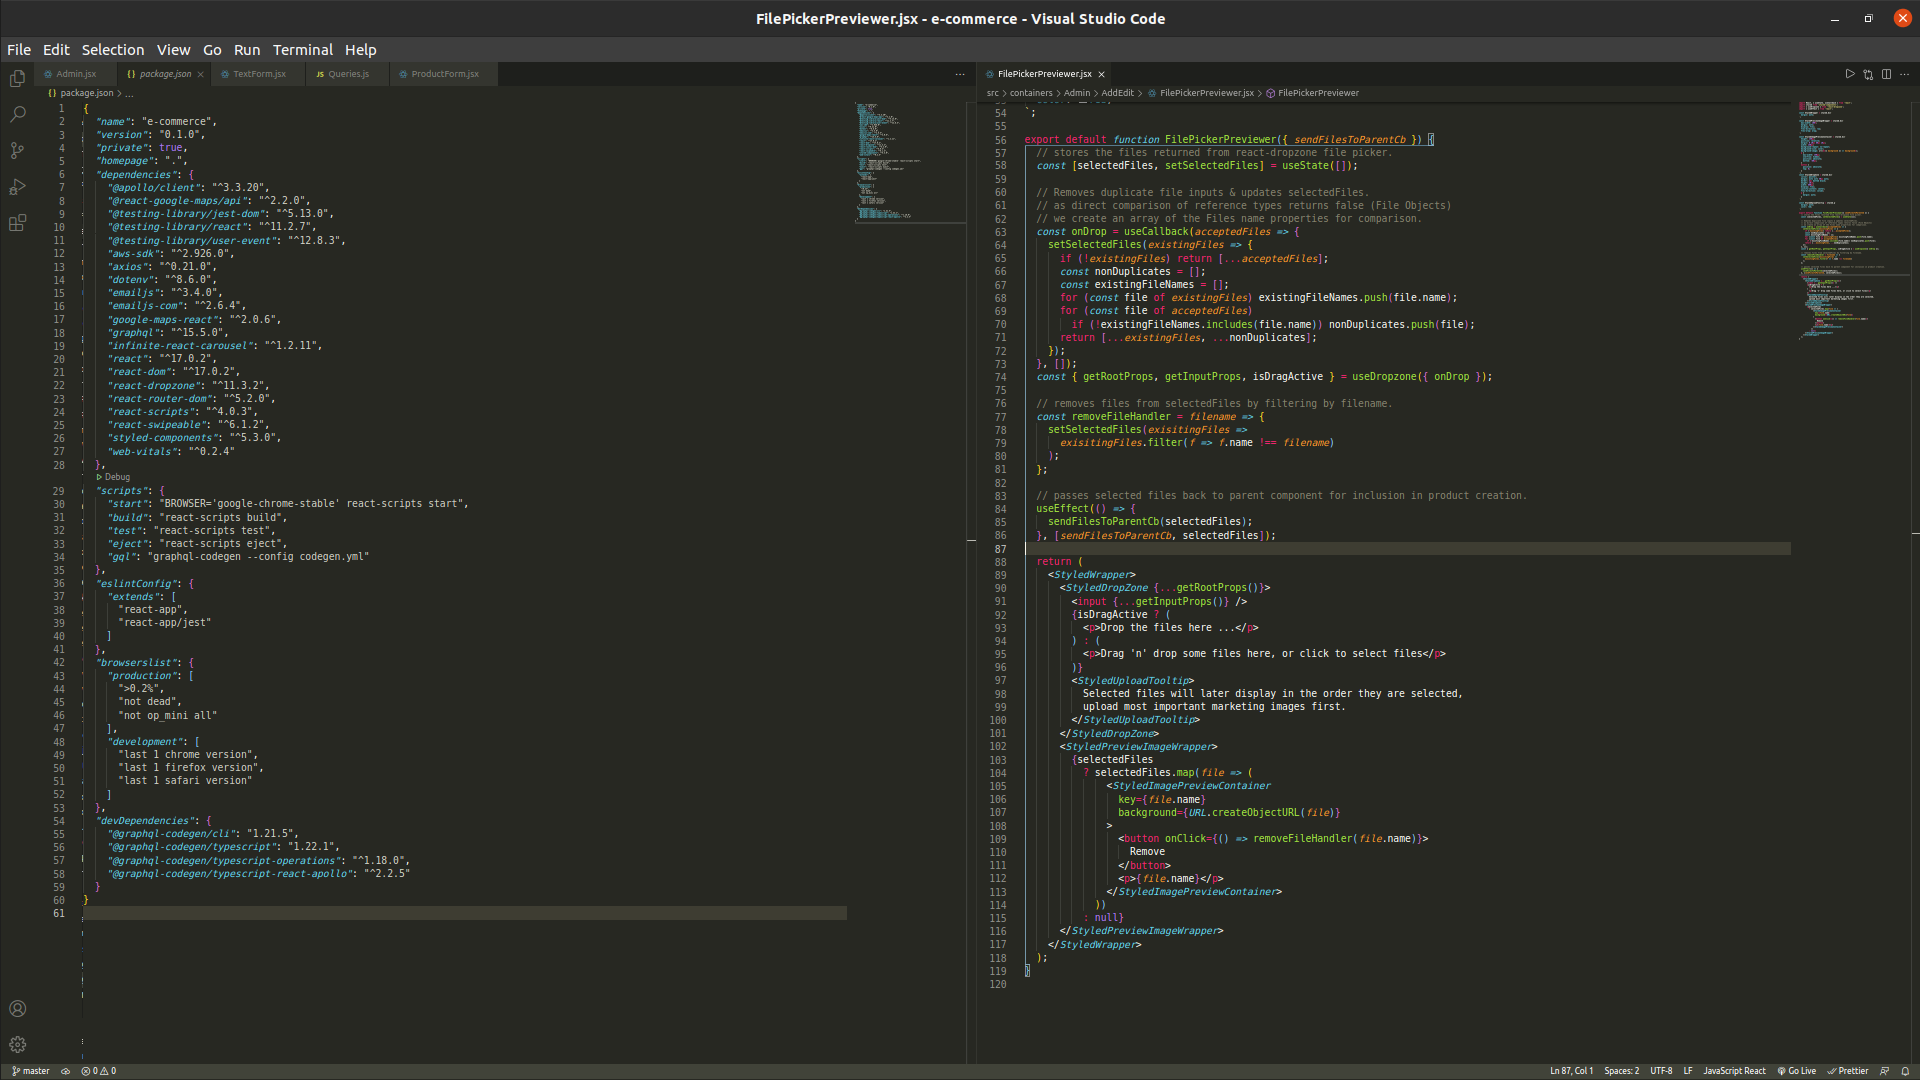 FilePickerPreviewer.jsx - e-commerce - Visual Studio Code
File Edit Selection View Go Run Terminal Help
Admin.jsx {} package.json × TextForm.jsx JS Queries.js ProductForm.jsx ...
{} package.json > ...
1 {
2 "name": "e-commerce",
3 "version": "0.1.0",
4 "private": true,
5 "homepage": ".",
6 "dependencies": {
7 "@apollo/client": "^3.3.20",
8 "@react-google-maps/api": "^2.2.0",
9 "@testing-library/jest-dom": "^5.13.0",
10 "@testing-library/react": "^11.2.7",
11 "@testing-library/user-event": "^12.8.3",
12 "aws-sdk": "^2.926.0",
13 "axios": "^0.21.0",
14 "dotenv": "^8.6.0",
15 "emailjs": "^3.4.0",
16 "emailjs-com": "^2.6.4",
17 "google-maps-react": "^2.0.6",
18 "graphql": "^15.5.0",
19 "infinite-react-carousel": "^1.2.11",
20 "react": "^17.0.2",
21 "react-dom": "^17.0.2",
22 "react-dropzone": "^11.3.2",
23 "react-router-dom": "^5.2.0",
24 "react-scripts": "^4.0.3",
25 "react-swipeable": "^6.1.2",
26 "styled-components": "^5.3.0",
27 "web-vitals": "^0.2.4"
28 },
Debug
29 "scripts": {
30 "start": "BROWSER='google-chrome-stable' react-scripts start",
31 "build": "react-scripts build",
32 "test": "react-scripts test",
33 "eject": "react-scripts eject",
34 "gql": "graphql-codegen --config codegen.yml"
35 },
36 "eslintConfig": {
37 "extends": [
38 "react-app",
39 "react-app/jest"
40 ]
41 },
42 "browserslist": {
43 "production": [
44 ">0.2%",
45 "not dead",
46 "not op_mini all"
47 ],
48 "development": [
49 "last 1 chrome version",
50 "last 1 firefox version",
51 "last 1 safari version"
52 ]
53 },
54 "devDependencies": {
55 "@graphql-codegen/cli": "1.21.5",
56 "@graphql-codegen/typescript": "1.22.1",
57 "@graphql-codegen/typescript-operations": "^1.18.0",
58 "@graphql-codegen/typescript-react-apollo": "^2.2.5"
59 }
60 }
61
FilePickerPreviewer.jsx × ...
src > containers > Admin > AddEdit > FilePickerPreviewer.jsx > FilePickerPreviewer
54 `;
55
56 export default function FilePickerPreviewer({ sendFilesToParentCb }) {
57 // stores the files returned from react-dropzone file picker.
58 const [selectedFiles, setSelectedFiles] = useState([]);
59
60 // Removes duplicate file inputs & updates selectedFiles.
61 // as direct comparison of reference types returns false (File Objects)
62 // we create an array of the Files name properties for comparison.
63 const onDrop = useCallback(acceptedFiles => {
64 setSelectedFiles(existingFiles => {
65 if (!existingFiles) return [...acceptedFiles];
66 const nonDuplicates = [];
67 const existingFileNames = [];
68 for (const file of existingFiles) existingFileNames.push(file.name);
69 for (const file of acceptedFiles)
70 if (!existingFileNames.includes(file.name)) nonDuplicates.push(file);
71 return [...existingFiles, ...nonDuplicates];
72 });
73 }, []);
74 const { getRootProps, getInputProps, isDragActive } = useDropzone({ onDrop });
75
76 // removes files from selectedFiles by filtering by filename.
77 const removeFileHandler = filename => {
78 setSelectedFiles(exisitingFiles =>
79 exisitingFiles.filter(f => f.name !== filename)
80 );
81 };
82
83 // passes selected files back to parent component for inclusion in product creation.
84 useEffect(() => {
85 sendFilesToParentCb(selectedFiles);
86 }, [sendFilesToParentCb, selectedFiles]);
87
88 return (
89 <StyledWrapper>
90 <StyledDropZone {...getRootProps()}>
91 <input {...getInputProps()} />
92 {isDragActive ? (
93 <p>Drop the files here ...</p>
94 ) : (
95 <p>Drag 'n' drop some files here, or click to select files</p>
96 )}
97 <StyledUploadTooltip>
98 Selected files will later display in the order they are selected,
99 upload most important marketing images first.
100 </StyledUploadTooltip>
101 </StyledDropZone>
102 <StyledPreviewImageWrapper>
103 {selectedFiles
104 ? selectedFiles.map(file => (
105 <StyledImagePreviewContainer
106 key={file.name}
107 background={URL.createObjectURL(file)}
108 >
109 <button onClick={() => removeFileHandler(file.name)}>
110 Remove
111 </button>
112 <p>{file.name}</p>
113 </StyledImagePreviewContainer>
114 ))
115 : null}
116 </StyledPreviewImageWrapper>
117 </StyledWrapper>
118 );
119 }
120
master 0 0 Ln 87, Col 1 Spaces: 2 UTF-8 LF JavaScript React Go Live Prettier